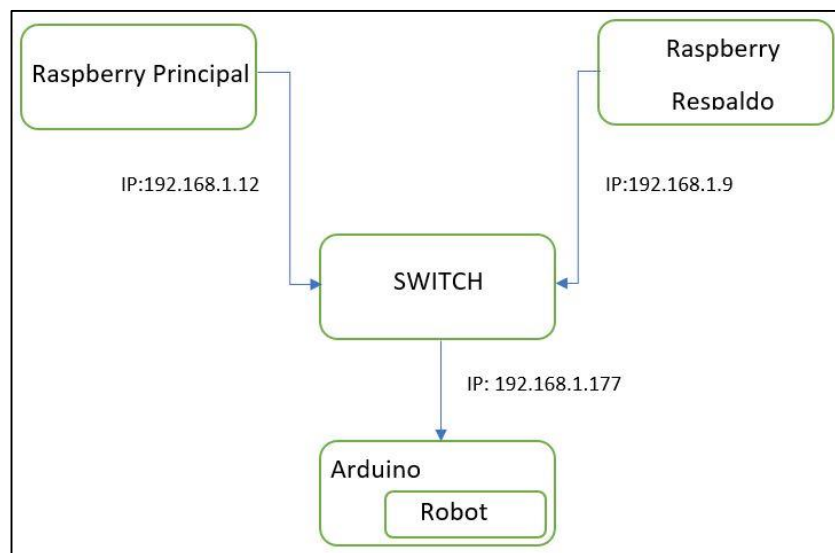 Raspberry Principal
Raspberry
Respaldo
IP:192.168.1.12
IP:192.168.1.9
SWITCH
IP: 192.168.1.177
Arduino
Robot